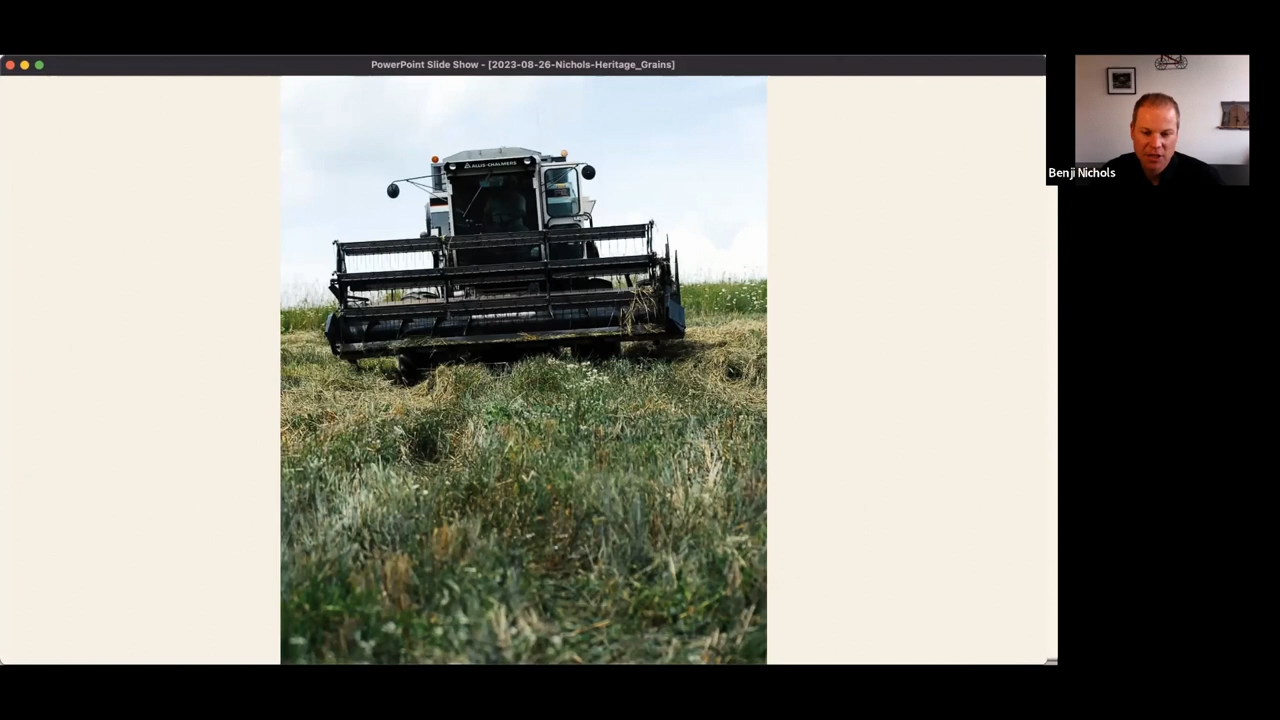 PowerPoint Slide Show - [2023-08-26-Nichols-Heritage_Grains]
ALLIS-CHALMERS
Benji Nichols